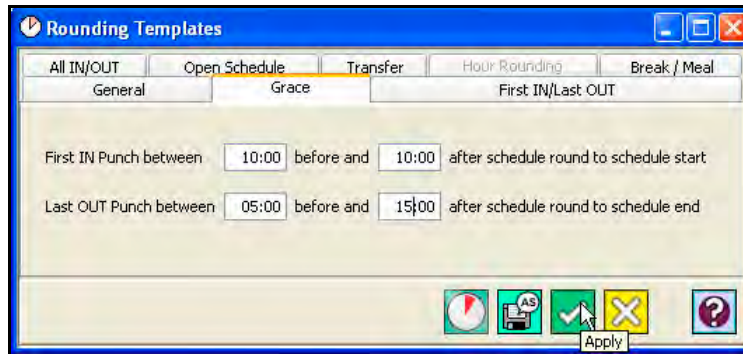 Rounding Templates
All IN/OUT Open Schedule Transfer Hour Rounding Break / Meal
General Grace First IN/Last OUT
First IN Punch between 10:00 before and 10:00 after schedule round to schedule start
Last OUT Punch between 05:00 before and 15:00 after schedule round to schedule end
AS
?
Apply